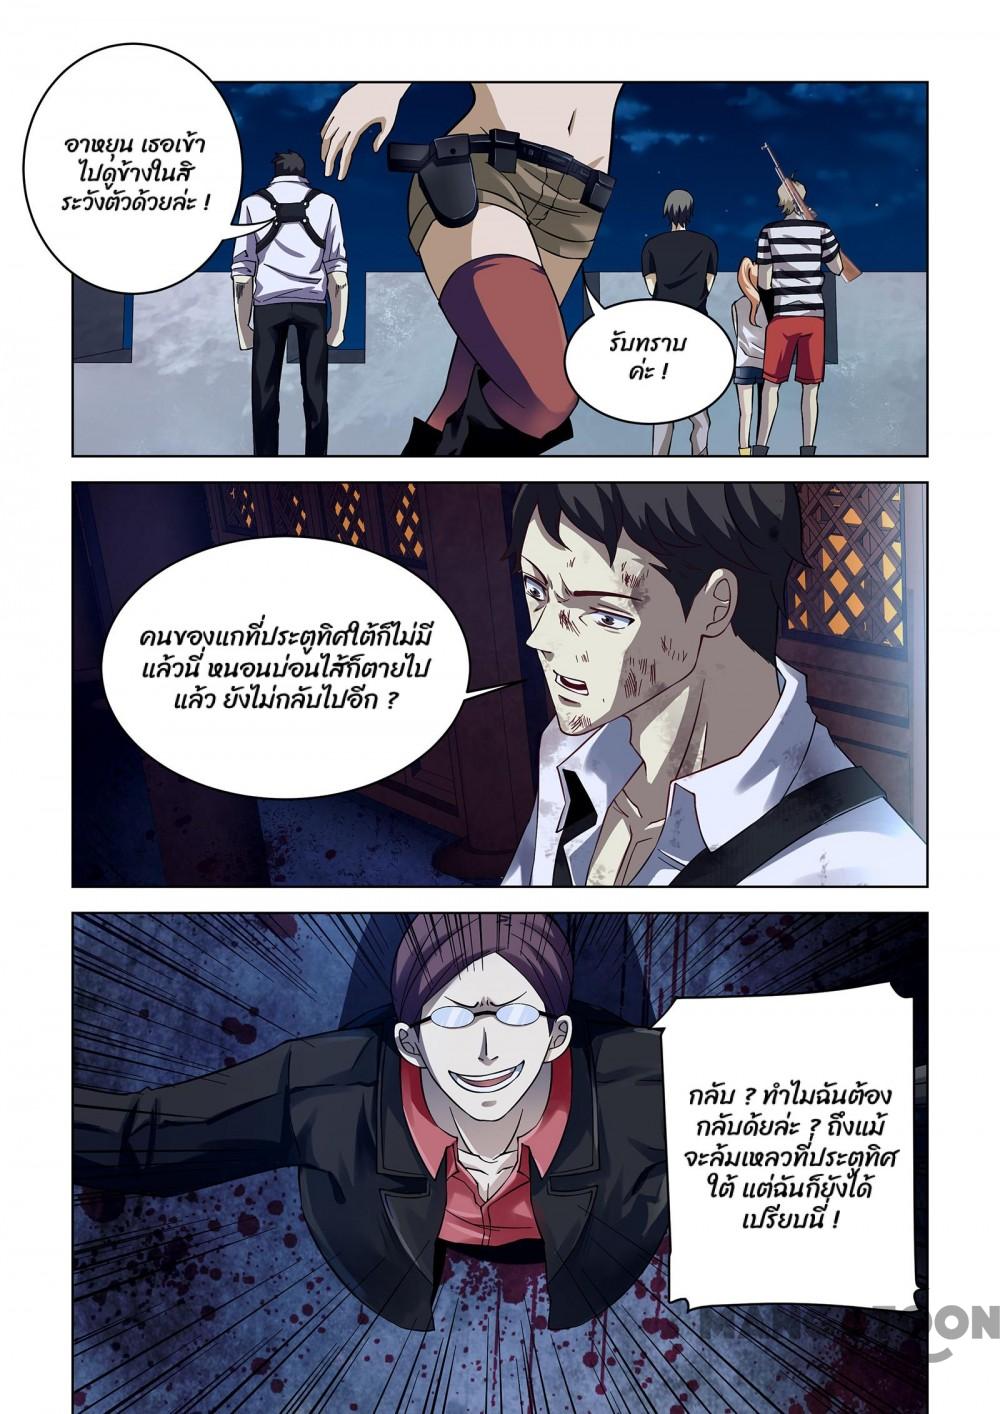 อาหยุน เธอเข้า
ไปดูข้างในสิ
ระวังตัวด้วยล่ะ !
รับทราบ
ค่ะ !
คนของแกที่ประตูทิศใต้ก็ไม่มี
แล้วนี่ หนอนบ่อนไส้ก็ตายไป
แล้ว ยังไม่กลับไปอีก ?
กลับ ? ทำไมฉันต้อง
กลับด้ยล่ะ ? ถึงแม้
จะล้มเหลวที่ประตูทิศ
ใต้ แต่ฉันก็ยังได้
เปรียบนี่ !